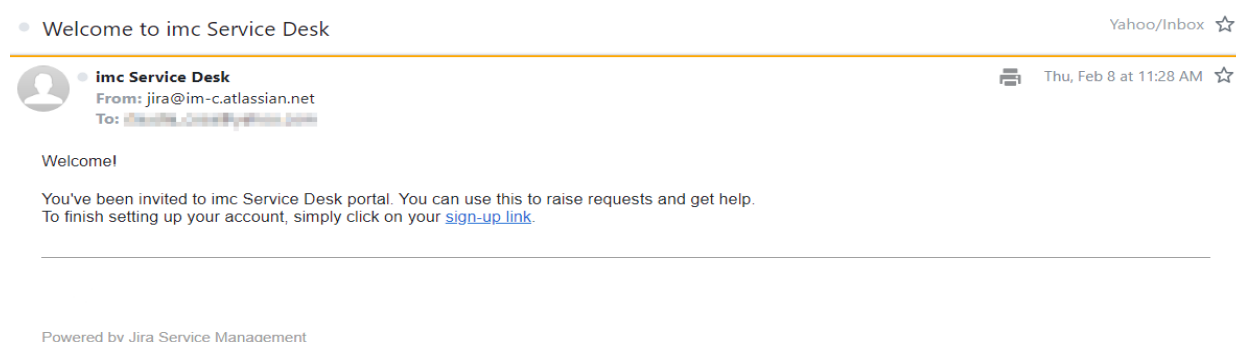 Welcome to imc Service Desk
Yahoo/Inbox
imc Service Desk
Thu, Feb 8 at 11:28 AM
From: jira@im-c.atlassian.net
To:
Welcome!
You've been invited to imc Service Desk portal. You can use this to raise requests and get help.
To finish setting up your account, simply click on your sign-up link.
Powered by Jira Service Management